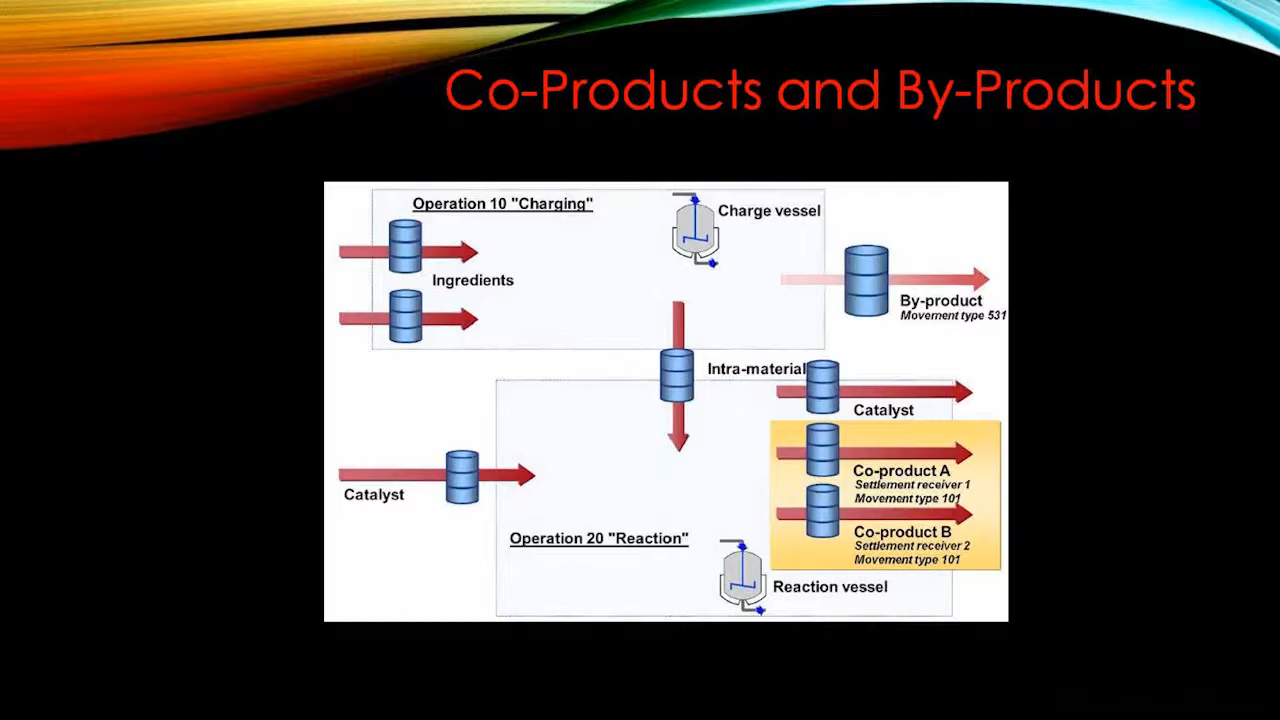 Co-Products and By-Products
Operation 10 "Charging"
Charge vessel
Ingredients
By-product
Movement type 531
Intra-material
Catalyst
Co-product A
Settlement receiver 1
Movement type 101
Catalyst
Co-product B
Settlement receiver 2
Movement type 101
Operation 20 "Reaction"
Reaction vessel